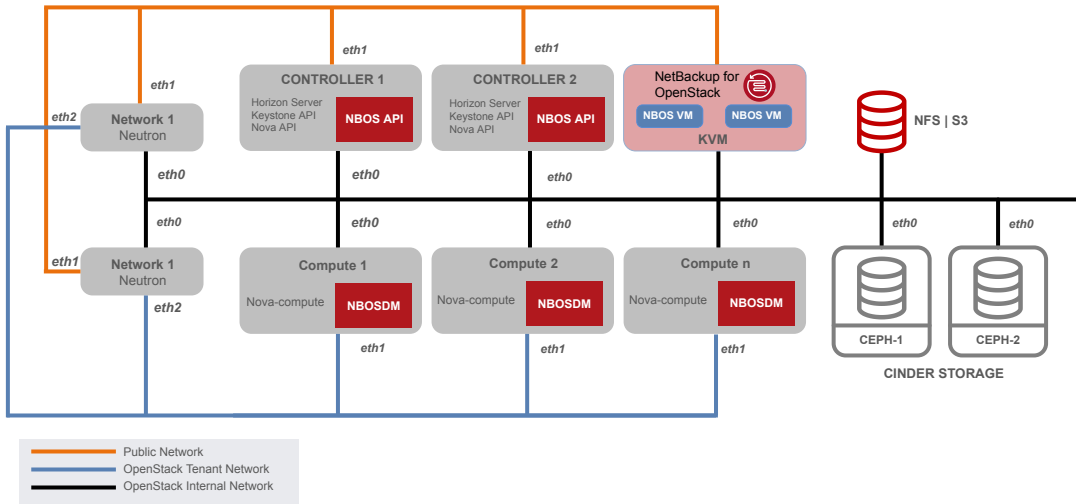 eth1
eth1
eth1
eth2
Network 1
Neutron
CONTROLLER 1
Horizon Server
Keystone API
Nova API
NBOS API
CONTROLLER 2
Horizon Server
Keystone API
Nova API
NBOS API
NetBackup for
OpenStack
NBOS VM
NBOS VM
KVM
NFS | S3
eth0
eth0
eth0
eth0
eth0
eth0
eth0
eth0
eth0
eth1
Network 1
Neutron
eth2
Compute 1
Nova-compute
NBOSDM
eth1
Compute 2
Nova-compute
NBOSDM
eth1
Compute n
Nova-compute
NBOSDM
eth1
CEPH-1
CEPH-2
CINDER STORAGE
Public Network
OpenStack Tenant Network
OpenStack Internal Network